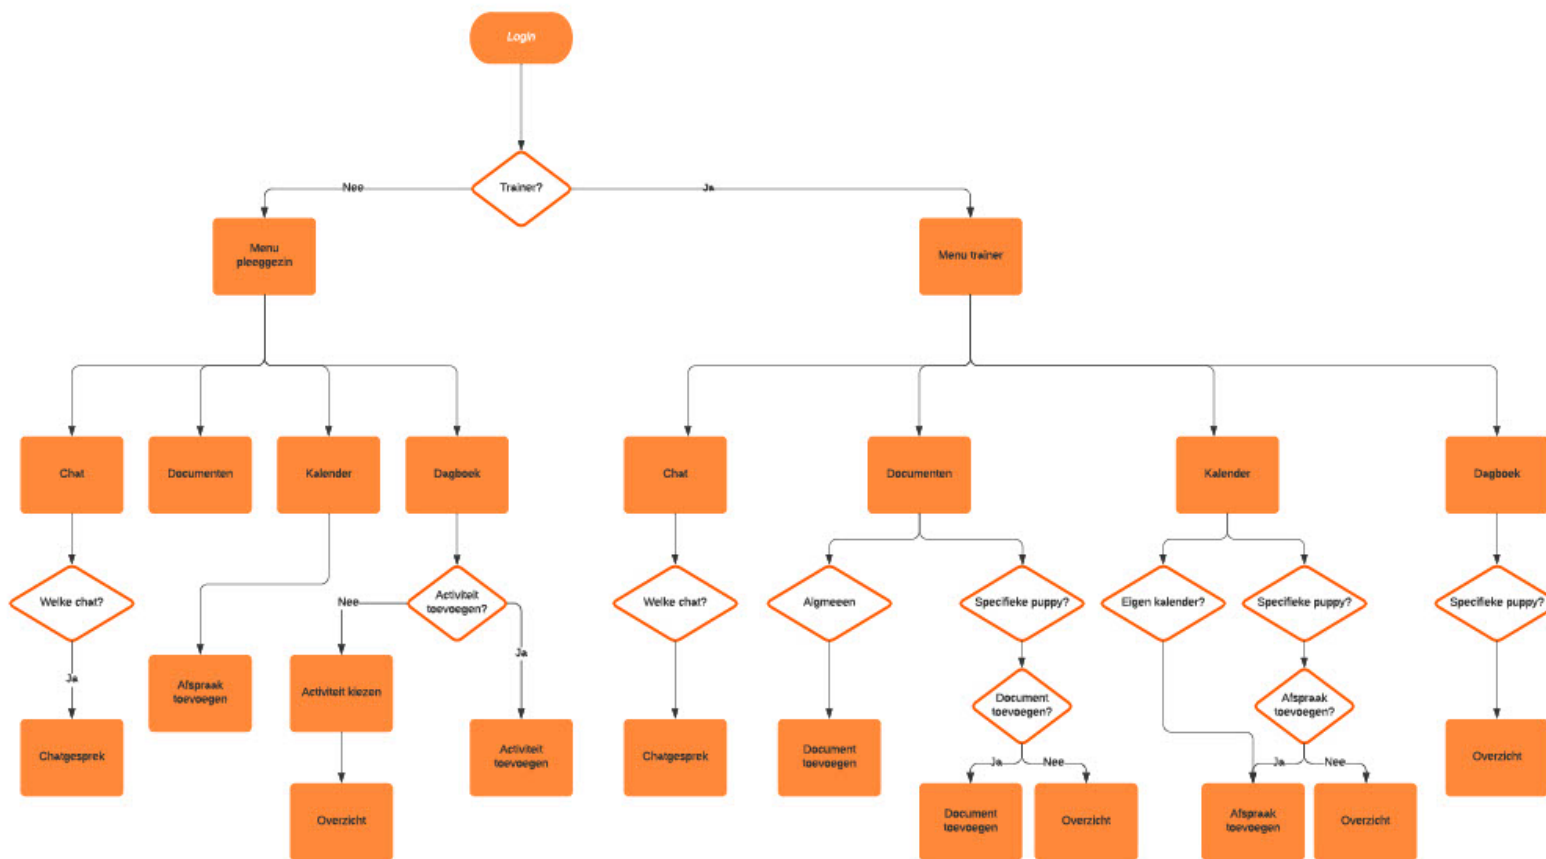 Login
Trainer?
Nee
Ja
Menu
pleeggezin
Menu trainer
Chat
Documenten
Kalender
Dagboek
Chat
Documenten
Kalender
Dagboek
Welke chat?
Activiteit
toevoegen?
Nee
Ja
Welke chat?
Algmeeen
Specifieke puppy?
Eigen kalender?
Specifieke puppy?
Specifieke puppy?
Ja
Afspraak
toevoegen
Activiteit kiezen
Document
toevoegen?
Afspraak
toevoegen?
Chatgesprek
Activiteit
toevoegen
Chatgesprek
Document
toevoegen
Ja
Nee
Ja
Nee
Overzicht
Overzicht
Document
toevoegen
Overzicht
Afspraak
toevoegen
Overzicht